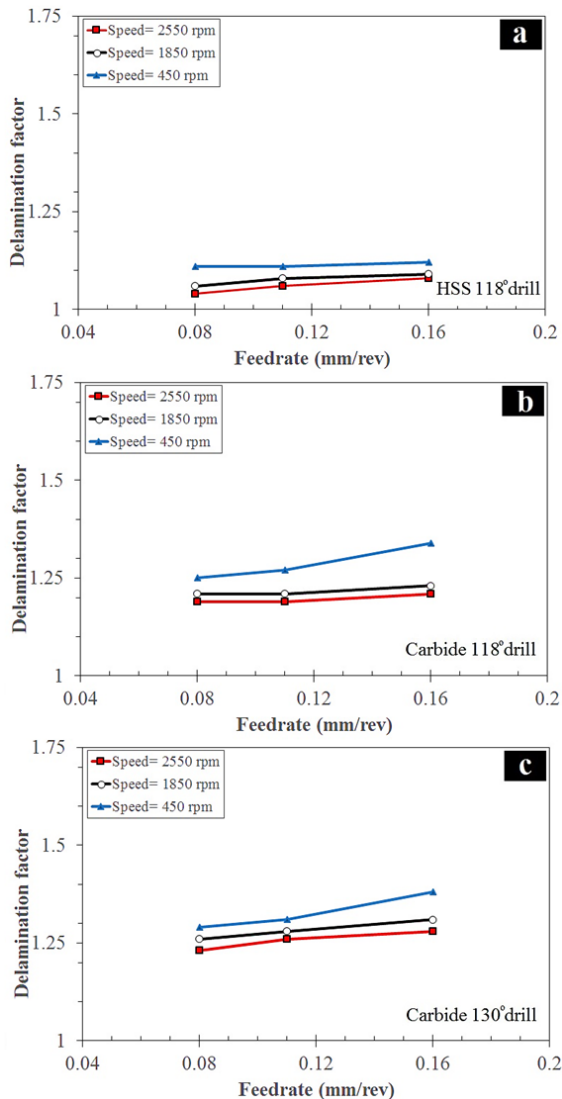 a
Speed= 2550 rpm
Speed= 1850 rpm
Speed= 450 rpm
Delamination factor
1.75
1.5
1.25
1
HSS 118°drill
0.04
0.08
0.12
0.16
0.2
Feedrate (mm/rev)
b
Speed= 2550 rpm
Speed= 1850 rpm
Speed= 450 rpm
Delamination factor
1.75
1.5
1.25
1
Carbide 118°drill
0.04
0.08
0.12
0.16
0.2
Feedrate (mm/rev)
c
Speed= 2550 rpm
Speed= 1850 rpm
Speed= 450 rpm
Delamination factor
1.75
1.5
1.25
1
Carbide 130°drill
0.04
0.08
0.12
0.16
0.2
Feedrate (mm/rev)